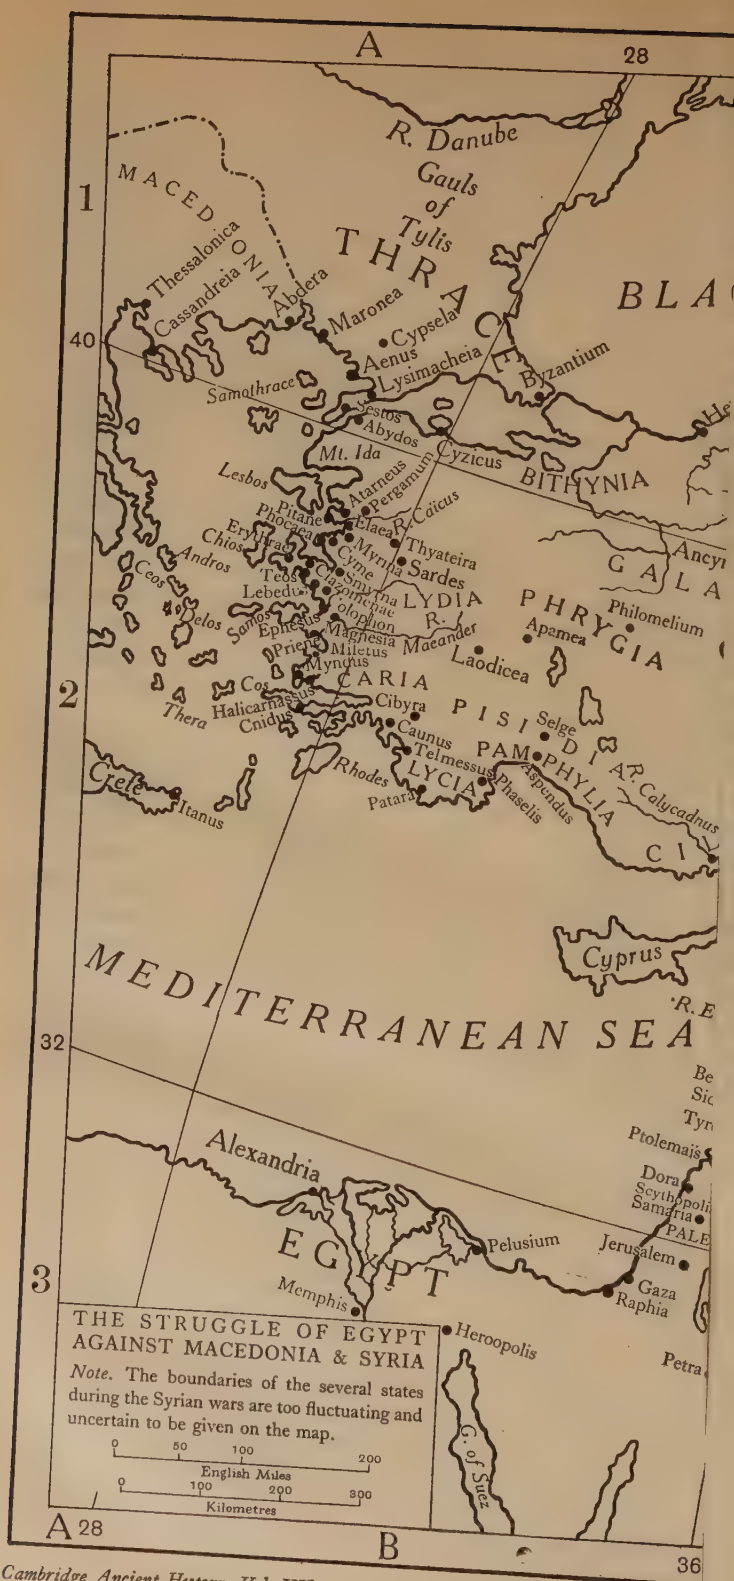 A
28
R. Danube
Gauls
of
Tylis
1
MACEDONIA
THRACE
Thessalonica
Cassandreia
Abdera
Maronea
Cypsela
BLA
40
Aenus
Lysimacheia
Byzantium
Samothrace
Sestos
Abydos
He
Mt. Ida
Cyzicus
BITHYNIA
Lesbos
Atarneus
Pergamum
Pitane
Elaea
R. Caicus
Phocaea
Myrina
Thyateira
Ancyr
Erythrae
Chios
Cyme
Sardes
GALA
Andros
Ceos
Teos
Clazomenae
Smyrna
Lebedus
LYDIA
PHRYGIA
Philomelium
Delos
Samos
Colophon
Ephesus
R.
Maeander
Apamea
Magnesia
Priene
Miletus
Laodicea
Myndus
2
Cos
CARIA
Thera
Halicarnassus
Cibyra
PISIDIA
Selge
Cnidus
Caunus
PAMPHYLIA
Crete
Rhodes
Telmessus
LYCIA
Aspendus
R. Calycadnus
Itanus
Patara
Phaselis
CI
Cyprus
MEDITERRANEAN SEA
R. E
32
Be
Sid
Tyr
Ptolemaïs
Alexandria
Dora
Scythopolis
Samaria
PALE
EGYPT
Pelusium
Jerusalem
3
Gaza
Raphia
Memphis
Heroopolis
Petra
THE STRUGGLE OF EGYPT
AGAINST MACEDONIA & SYRIA
Note. The boundaries of the several states
during the Syrian wars are too fluctuating and
uncertain to be given on the map.
0 50 100 200
English Miles
0 100 200 300
Kilometres
G. of Suez
A 28
B
36
Cambridge Ancient History